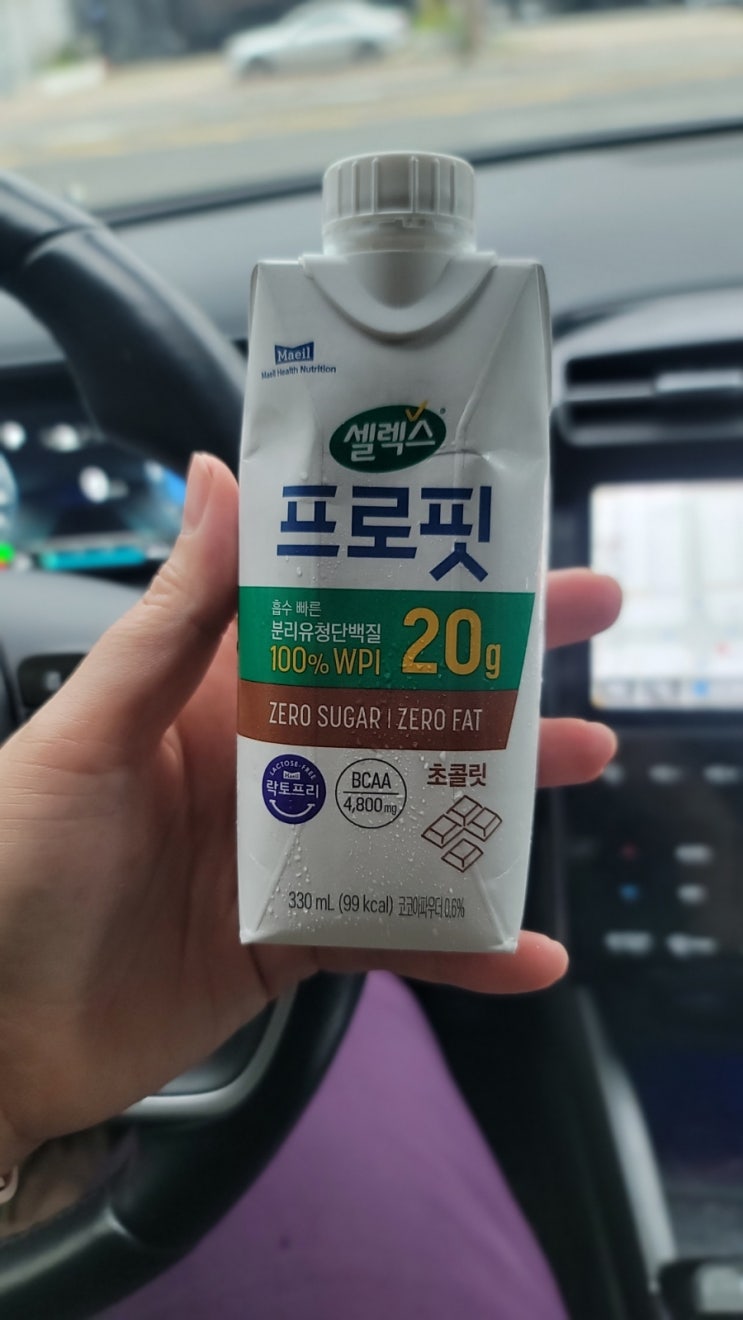 Maeil
Maeil Health Nutrition
셀렉스
프로핏
흡수 빠른
분리유청단백질
100% WPI
20g
ZERO SUGAR | ZERO FAT
LACTOSE-FREE
Maeil
락토프리
BCAA
4,800mg
초콜릿
330 mL (99 kcal) 코코아파우더 0.6%